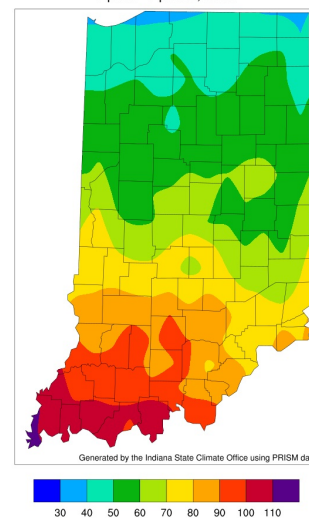 Generated by the Indiana State Climate Office using PRISM da
30 40 50 60 70 80 90 100 110